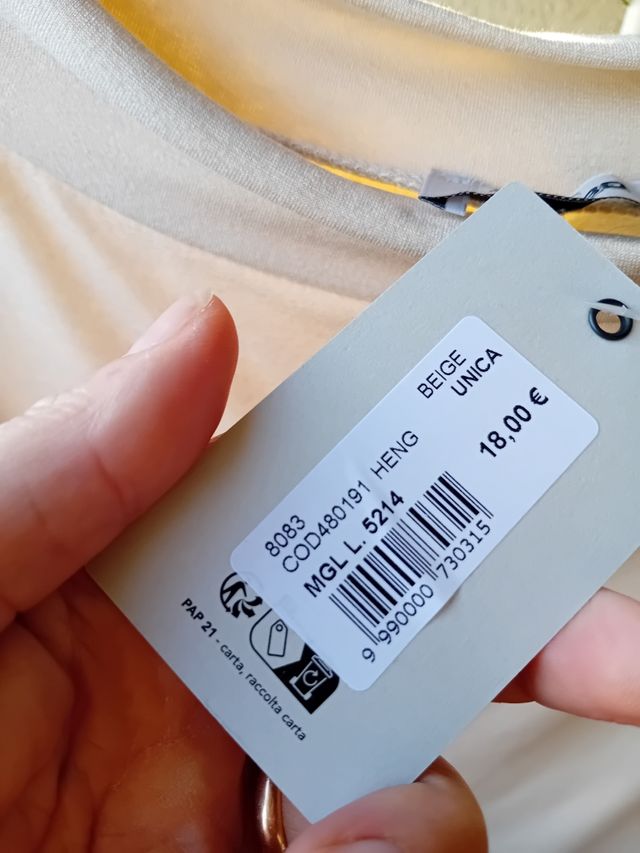 8083
BEIGE
COD480191 HENG
UNICA
MGL L. 5214
18,00 €
9 990000 730315
PAP 21 - carta, raccolta carta